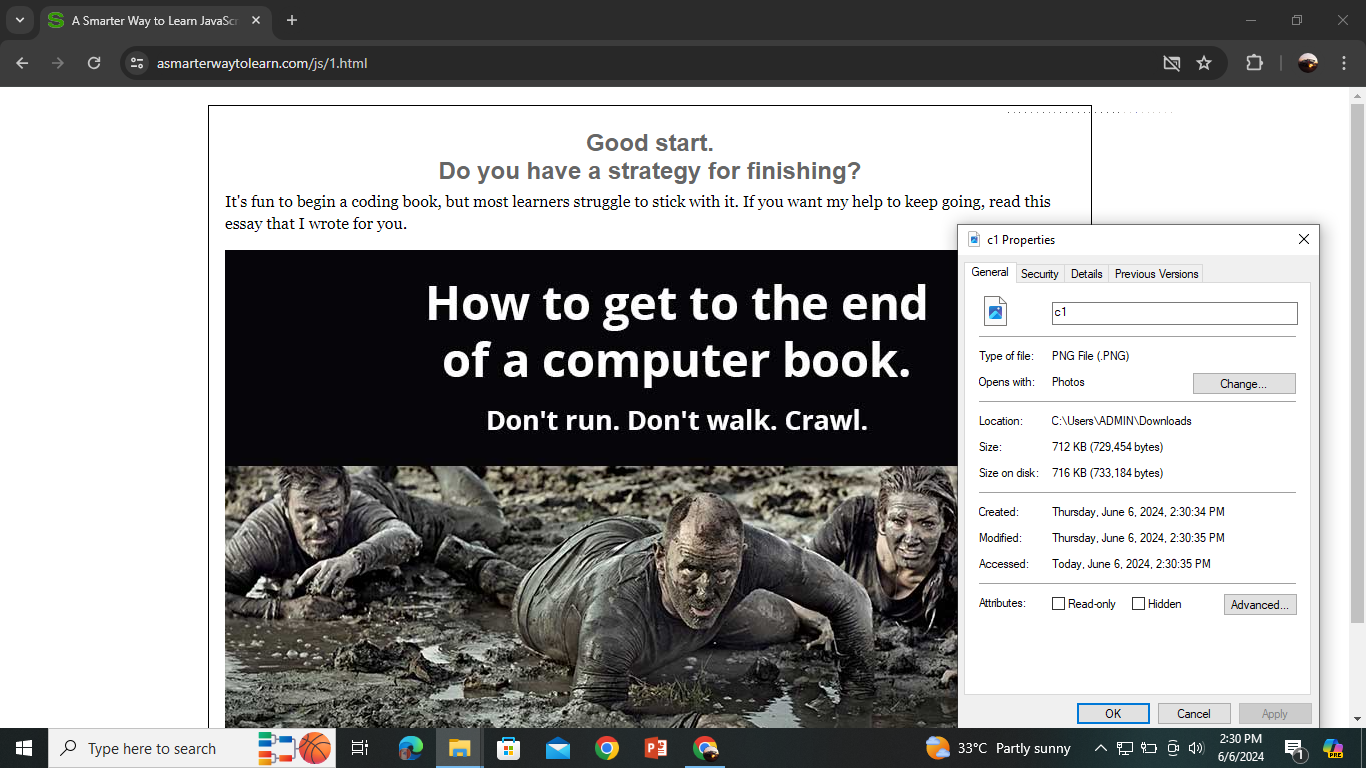 A Smarter Way to Learn JavaScr
asmarterwaytolearn.com/js/1.html
Good start.
Do you have a strategy for finishing?
It's fun to begin a coding book, but most learners struggle to stick with it. If you want my help to keep going, read this
essay that I wrote for you.
How to get to the end
of a computer book.
Don't run. Don't walk. Crawl.
c1 Properties
General Security Details Previous Versions
c1
Type of file: PNG File (.PNG)
Opens with: Photos Change...
Location: C:\Users\ADMIN\Downloads
Size: 712 KB (729,454 bytes)
Size on disk: 716 KB (733,184 bytes)
Created: Thursday, June 6, 2024, 2:30:34 PM
Modified: Thursday, June 6, 2024, 2:30:35 PM
Accessed: Today, June 6, 2024, 2:30:35 PM
Attributes: Read-only Hidden Advanced...
OK Cancel Apply
Type here to search
33°C Partly sunny
2:30 PM
6/6/2024
1
PRE